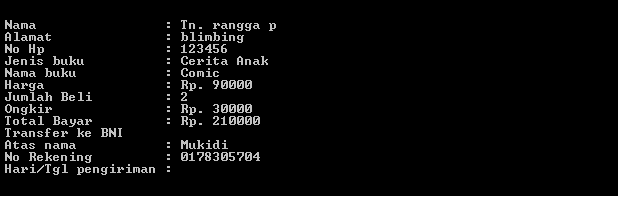 Nama : Tn. rangga p
Alamat : blimbing
No Hp : 123456
Jenis buku : Cerita Anak
Nama buku : Comic
Harga : Rp. 90000
Jumlah Beli : 2
Ongkir : Rp. 30000
Total Bayar : Rp. 210000
Transfer ke BNI
Atas nama : Mukidi
No Rekening : 0178305704
Hari/Tgl pengiriman :